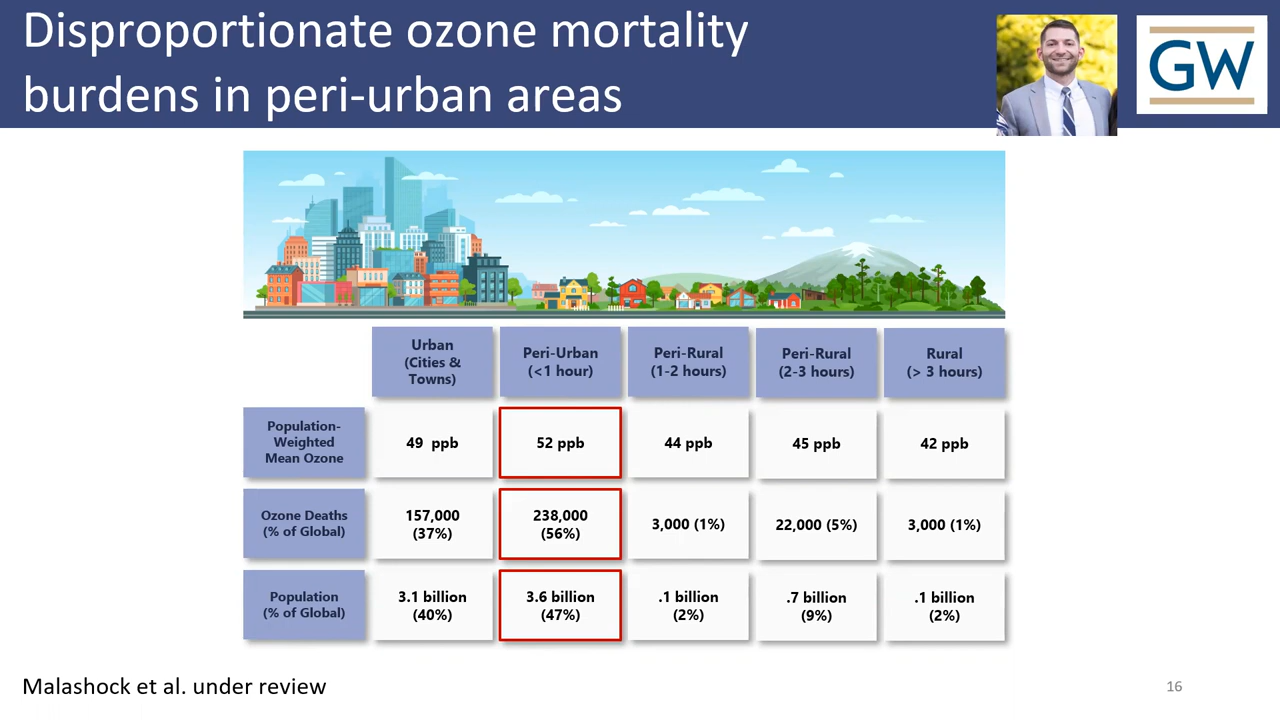 Disproportionate ozone mortality
burdens in peri-urban areas
GW
Urban
(Cities &
Towns)
Peri-Urban
(<1 hour)
Peri-Rural
(1-2 hours)
Peri-Rural
(2-3 hours)
Rural
(> 3 hours)
Population-
Weighted
Mean Ozone
49 ppb
52 ppb
44 ppb
45 ppb
42 ppb
Ozone Deaths
(% of Global)
157,000
(37%)
238,000
(56%)
3,000 (1%)
22,000 (5%)
3,000 (1%)
Population
(% of Global)
3.1 billion
(40%)
3.6 billion
(47%)
.1 billion
(2%)
.7 billion
(9%)
.1 billion
(2%)
Malashock et al. under review
16